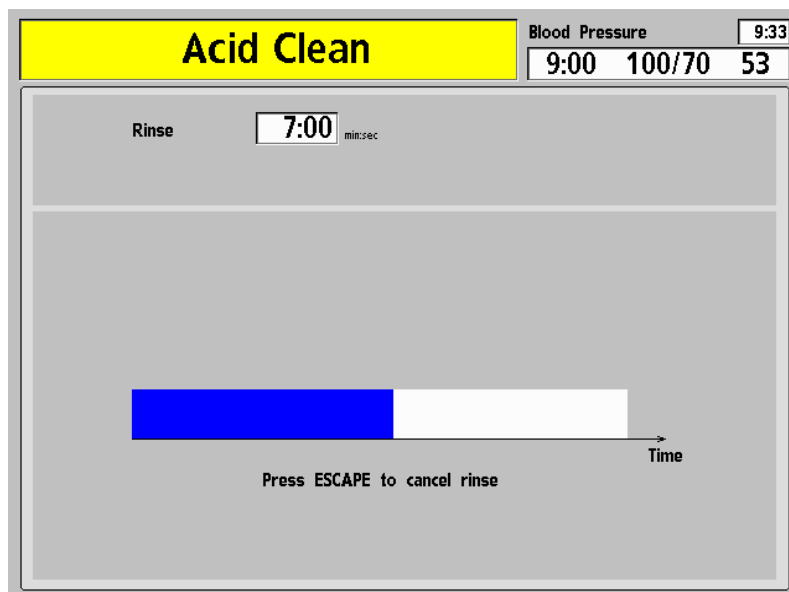 Acid Clean
Blood Pressure 9:33
9:00 100/70 53
Rinse 7:00 min:sec
Time
Press ESCAPE to cancel rinse